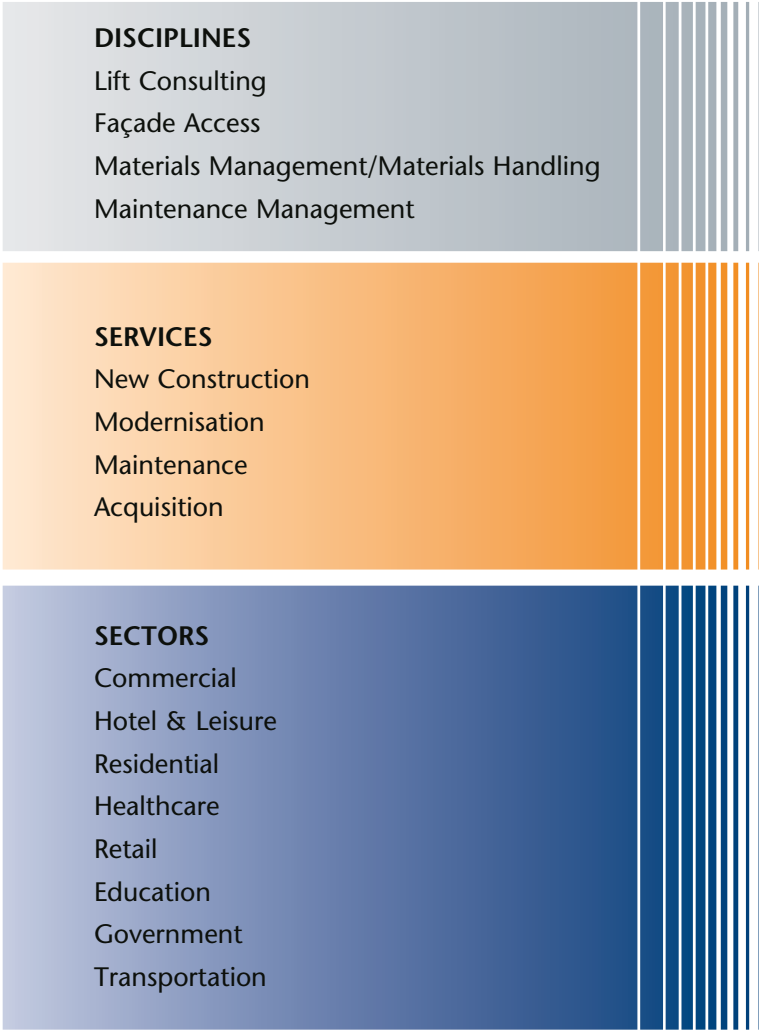 DISCIPLINES
Lift Consulting
Façade Access
Materials Management/Materials Handling
Maintenance Management
SERVICES
New Construction
Modernisation
Maintenance
Acquisition
SECTORS
Commercial
Hotel & Leisure
Residential
Healthcare
Retail
Education
Government
Transportation